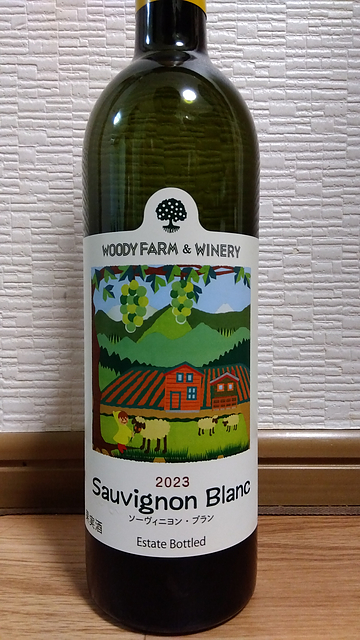 WOODY FARM & WINERY
2023
Sauvignon Blanc
ソーヴィニヨン・ブラン
実酒
Estate Bottled